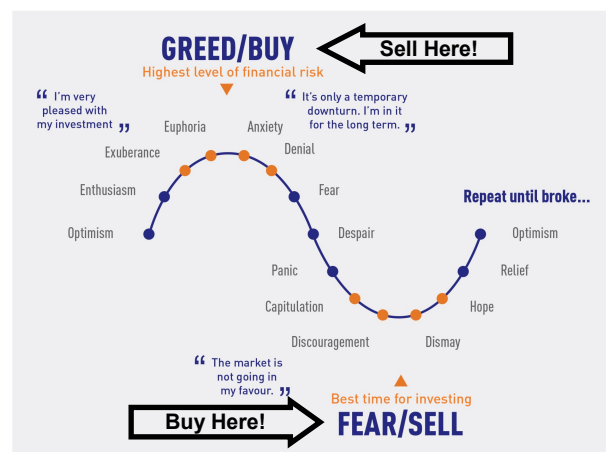 GREED/BUY
Sell Here!
Highest level of financial risk
“ I’m very
pleased with
my investment ”
“ It’s only a temporary
downturn. I’m in it
for the long term. ”
Euphoria
Anxiety
Exuberance
Denial
Enthusiasm
Fear
Repeat until broke...
Optimism
Despair
Optimism
Panic
Relief
Capitulation
Hope
Discouragement
Dismay
“ The market is
not going in
my favour. ”
Best time for investing
Buy Here!
FEAR/SELL